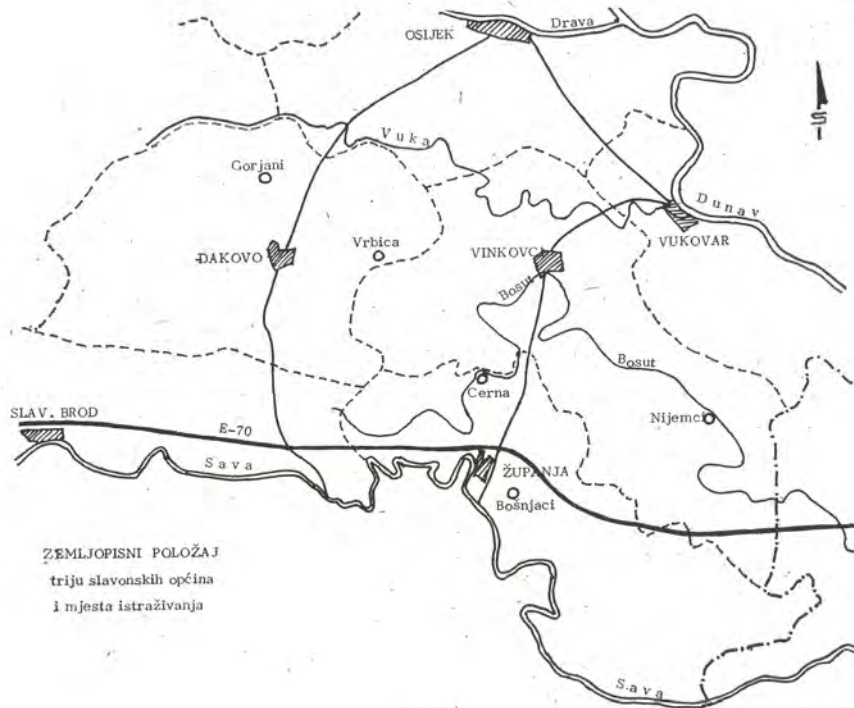 Drava
OSIJEK
S
Vuka
Gorjani
Dunav
Vrbica
VUKOVAR
ĐAKOVO
VINKOVCI
Bosut
Bosut
Cerna
SLAV. BROD
Nijemci
E-70
Sava
ŽUPANJA
Bošnjaci
ZEMLJOPISNI POLOŽAJ
triju slavonskih općina
i mjesta istraživanja
Sava